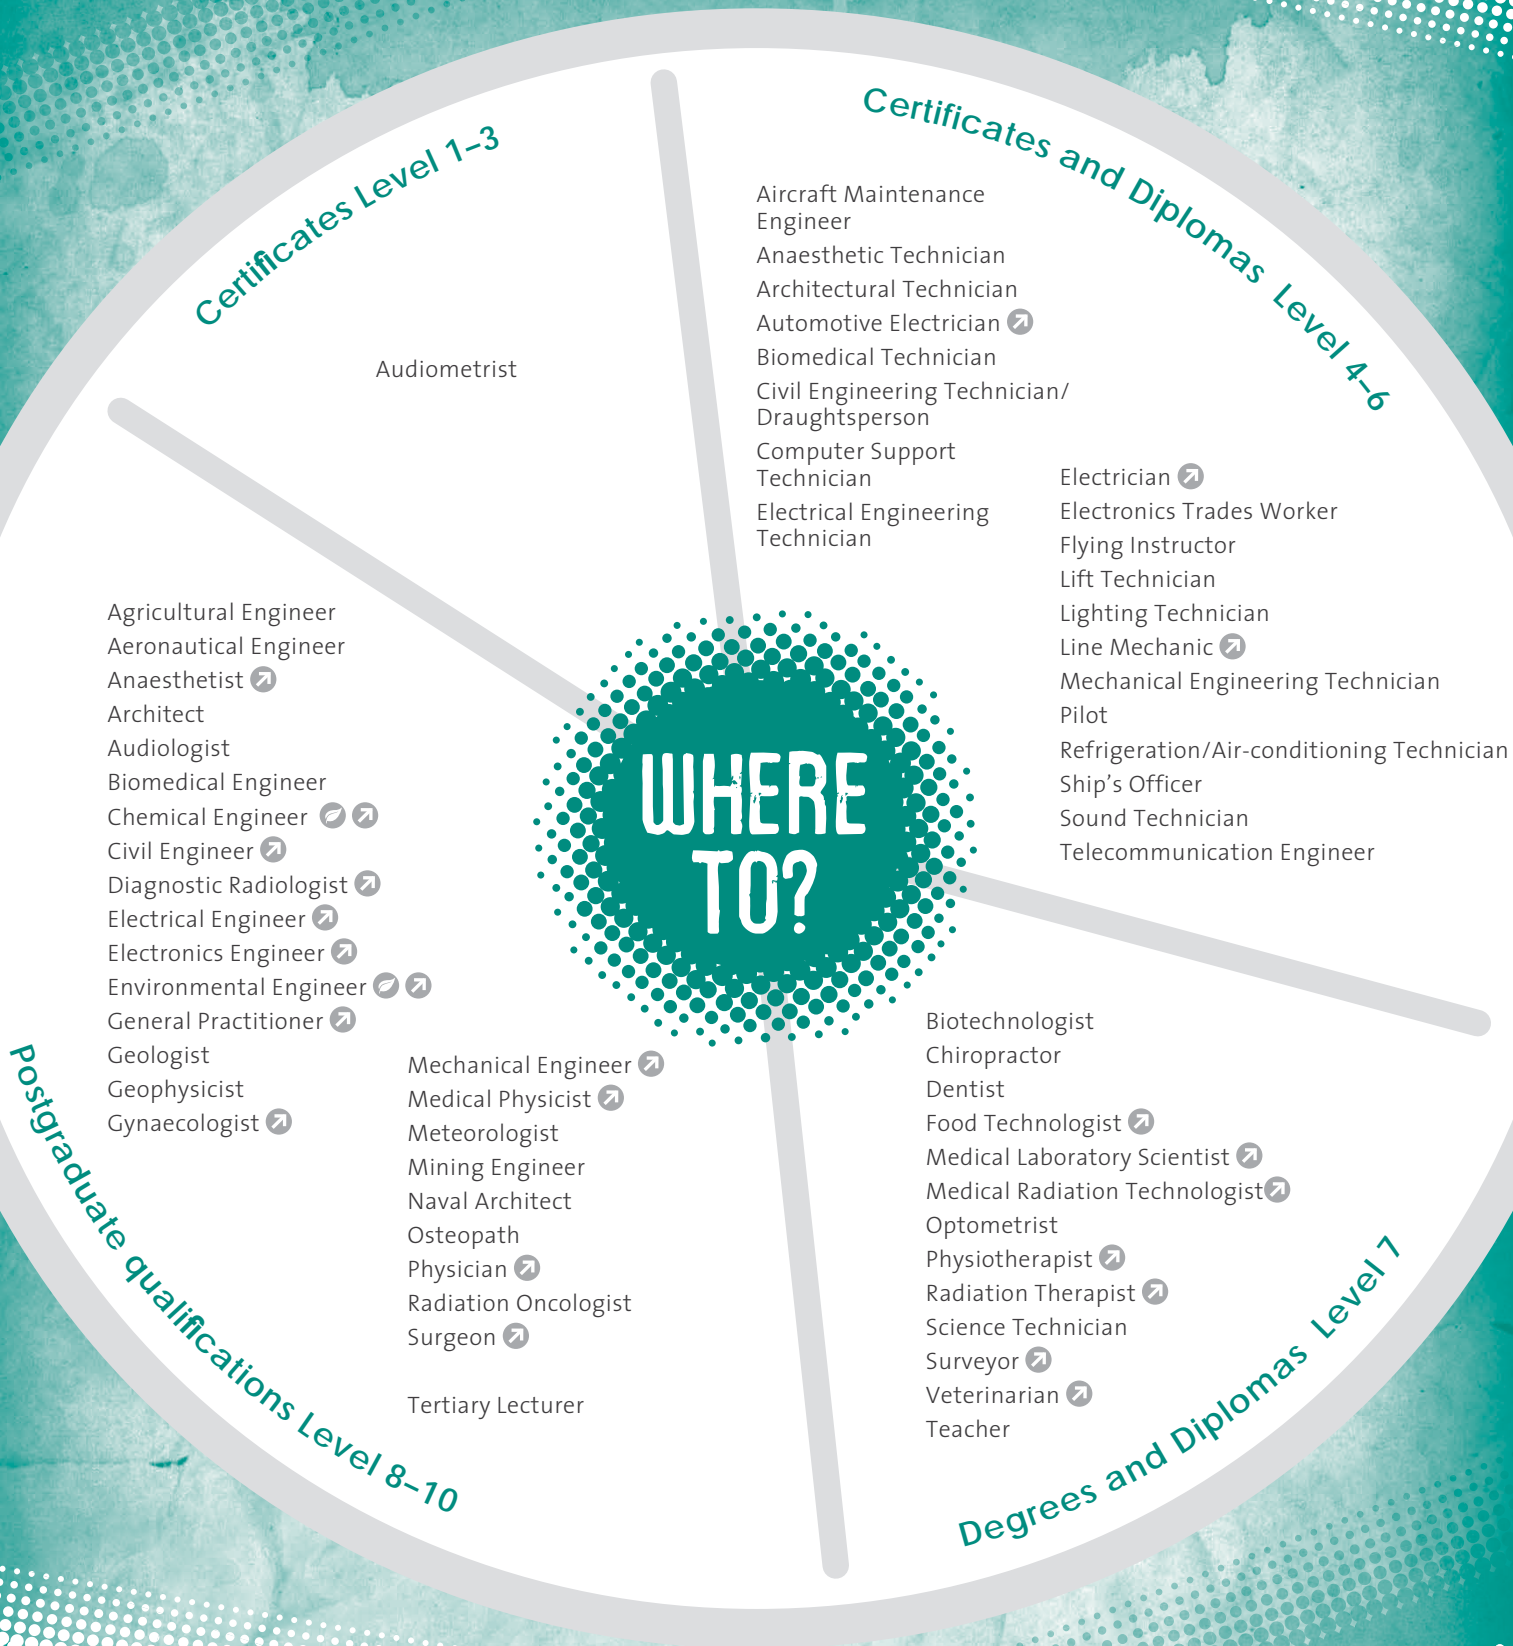 Certificates Level 1–3
Audiometrist
Certificates and Diplomas Level 4–6
Aircraft Maintenance
Engineer
Anaesthetic Technician
Architectural Technician
Automotive Electrician
Biomedical Technician
Civil Engineering Technician/
Draughtsperson
Computer Support
Technician
Electrical Engineering
Technician
Electrician
Electronics Trades Worker
Flying Instructor
Lift Technician
Lighting Technician
Line Mechanic
Mechanical Engineering Technician
Pilot
Refrigeration/Air-conditioning Technician
Ship's Officer
Sound Technician
Telecommunication Engineer
WHERE
TO?
Agricultural Engineer
Aeronautical Engineer
Anaesthetist
Architect
Audiologist
Biomedical Engineer
Chemical Engineer
Civil Engineer
Diagnostic Radiologist
Electrical Engineer
Electronics Engineer
Environmental Engineer
General Practitioner
Geologist
Geophysicist
Gynaecologist
Mechanical Engineer
Medical Physicist
Meteorologist
Mining Engineer
Naval Architect
Osteopath
Physician
Radiation Oncologist
Surgeon
Tertiary Lecturer
Postgraduate qualifications Level 8–10
Biotechnologist
Chiropractor
Dentist
Food Technologist
Medical Laboratory Scientist
Medical Radiation Technologist
Optometrist
Physiotherapist
Radiation Therapist
Science Technician
Surveyor
Veterinarian
Teacher
Degrees and Diplomas Level 7